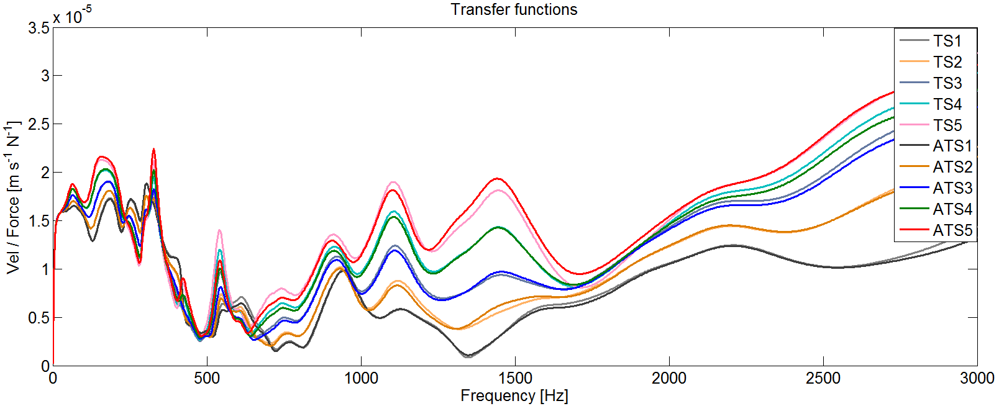 Transfer functions
x 10^-5
3.5
3
2.5
2
1.5
1
0.5
0
Vel / Force [m s^-1 N^-1]
0 500 1000 1500 2000 2500 3000
Frequency [Hz]
TS1
TS2
TS3
TS4
TS5
ATS1
ATS2
ATS3
ATS4
ATS5